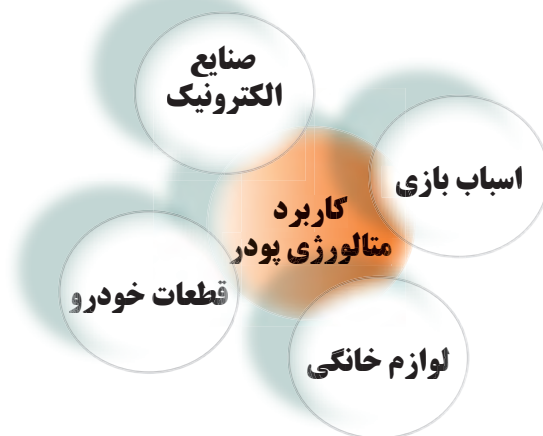 صنایع
الکترونیک
اسباب بازی
کاربرد
متالورژی پودر
قطعات خودرو
لوازم خانگی